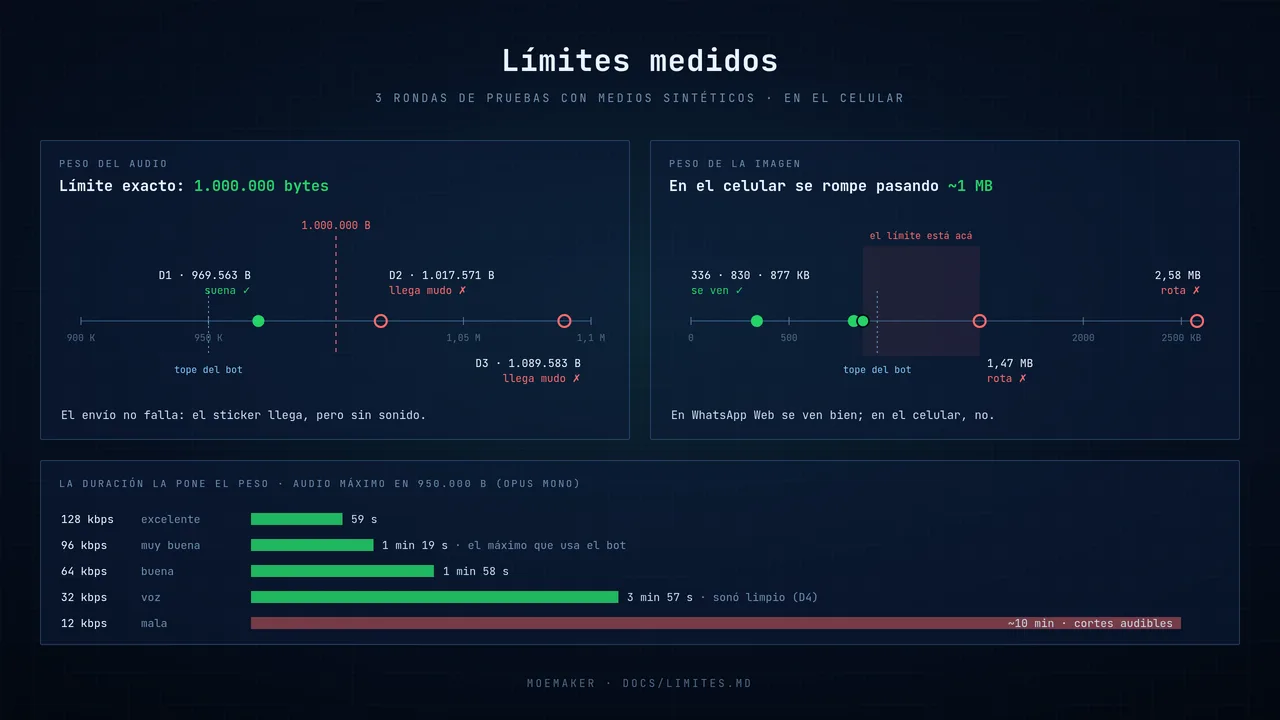 Límites medidos
3 RONDAS DE PRUEBAS CON MEDIOS SINTÉTICOS · EN EL CELULAR
PESO DEL AUDIO
Límite exacto: 1.000.000 bytes
1.000.000 B
D1 · 969.563 B
suena ✓
D2 · 1.017.571 B
llega mudo ✗
900 K
950 K
1,05 M
1,1 M
tope del bot
D3 · 1.089.583 B
llega mudo ✗
El envío no falla: el sticker llega, pero sin sonido.
PESO DE LA IMAGEN
En el celular se rompe pasando ~1 MB
el límite está acá
336 · 830 · 877 KB
se ven ✓
2,58 MB
rota ✗
0
500
2000
2500 KB
tope del bot
1,47 MB
rota ✗
En WhatsApp Web se ven bien; en el celular, no.
LA DURACIÓN LA PONE EL PESO · AUDIO MÁXIMO EN 950.000 B (OPUS MONO)
128 kbps excelente 59 s
96 kbps muy buena 1 min 19 s · el máximo que usa el bot
64 kbps buena 1 min 58 s
32 kbps voz 3 min 57 s · sonó limpio (D4)
12 kbps mala ~10 min · cortes audibles
MOEMAKER · DOCS/LIMITES.MD